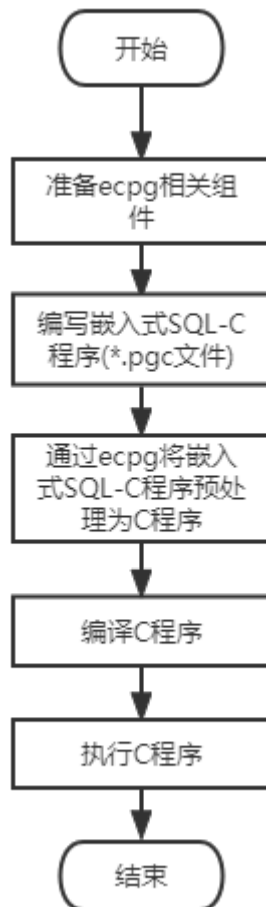 开始
准备ecpg相关组
件
编写嵌入式SQL-C
程序(*.pgc文件)
通过ecpg将嵌入
式SQL-C程序预处
理为C程序
编译C程序
执行C程序
结束